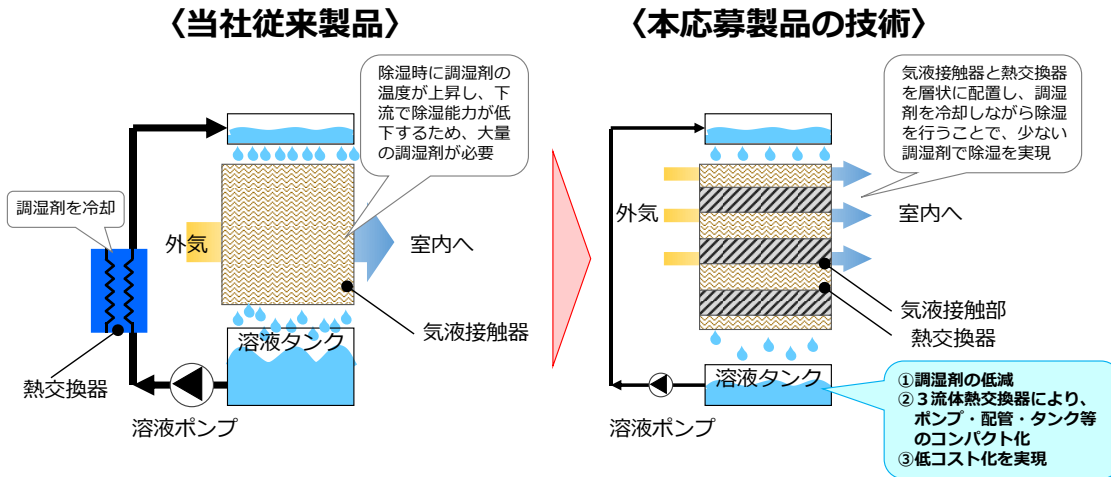 〈当社従来製品〉
除湿時に調湿剤の
温度が上昇し、下
流で除湿能力が低
下するため、大量
の調湿剤が必要
調湿剤を冷却
外気
室内へ
気液接触器
溶液タンク
熱交換器
溶液ポンプ
〈本応募製品の技術〉
気液接触器と熱交換器
を層状に配置し、調湿
剤を冷却しながら除湿
を行うことで、少ない
調湿剤で除湿を実現
外気
室内へ
気液接触部
熱交換器
溶液タンク
溶液ポンプ
①調湿剤の低減
②３流体熱交換器により、
ポンプ・配管・タンク等
のコンパクト化
③低コスト化を実現